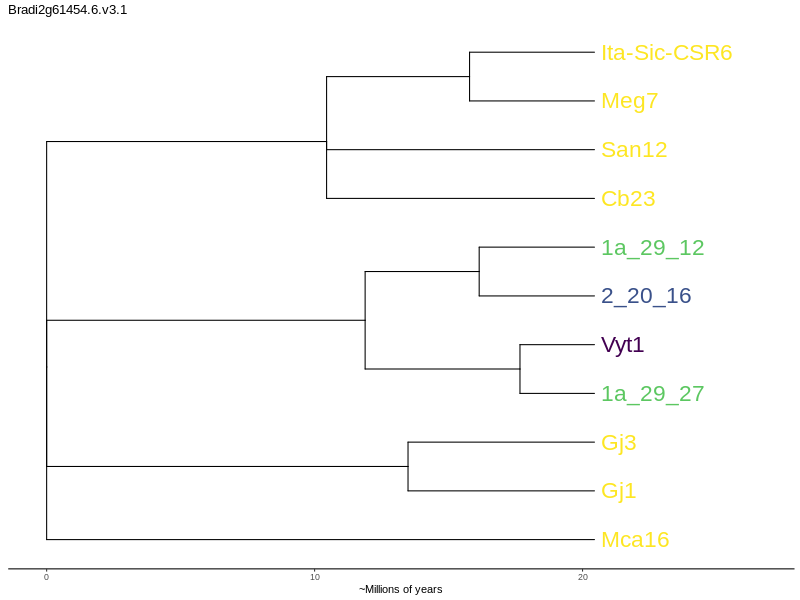 Bradi2g61454.6.v3.1
Ita-Sic-CSR6
Meg7
San12
Cb23
1a_29_12
2_20_16
Vyt1
1a_29_27
Gj3
Gj1
Mca16
0 10 20
~Millions of years